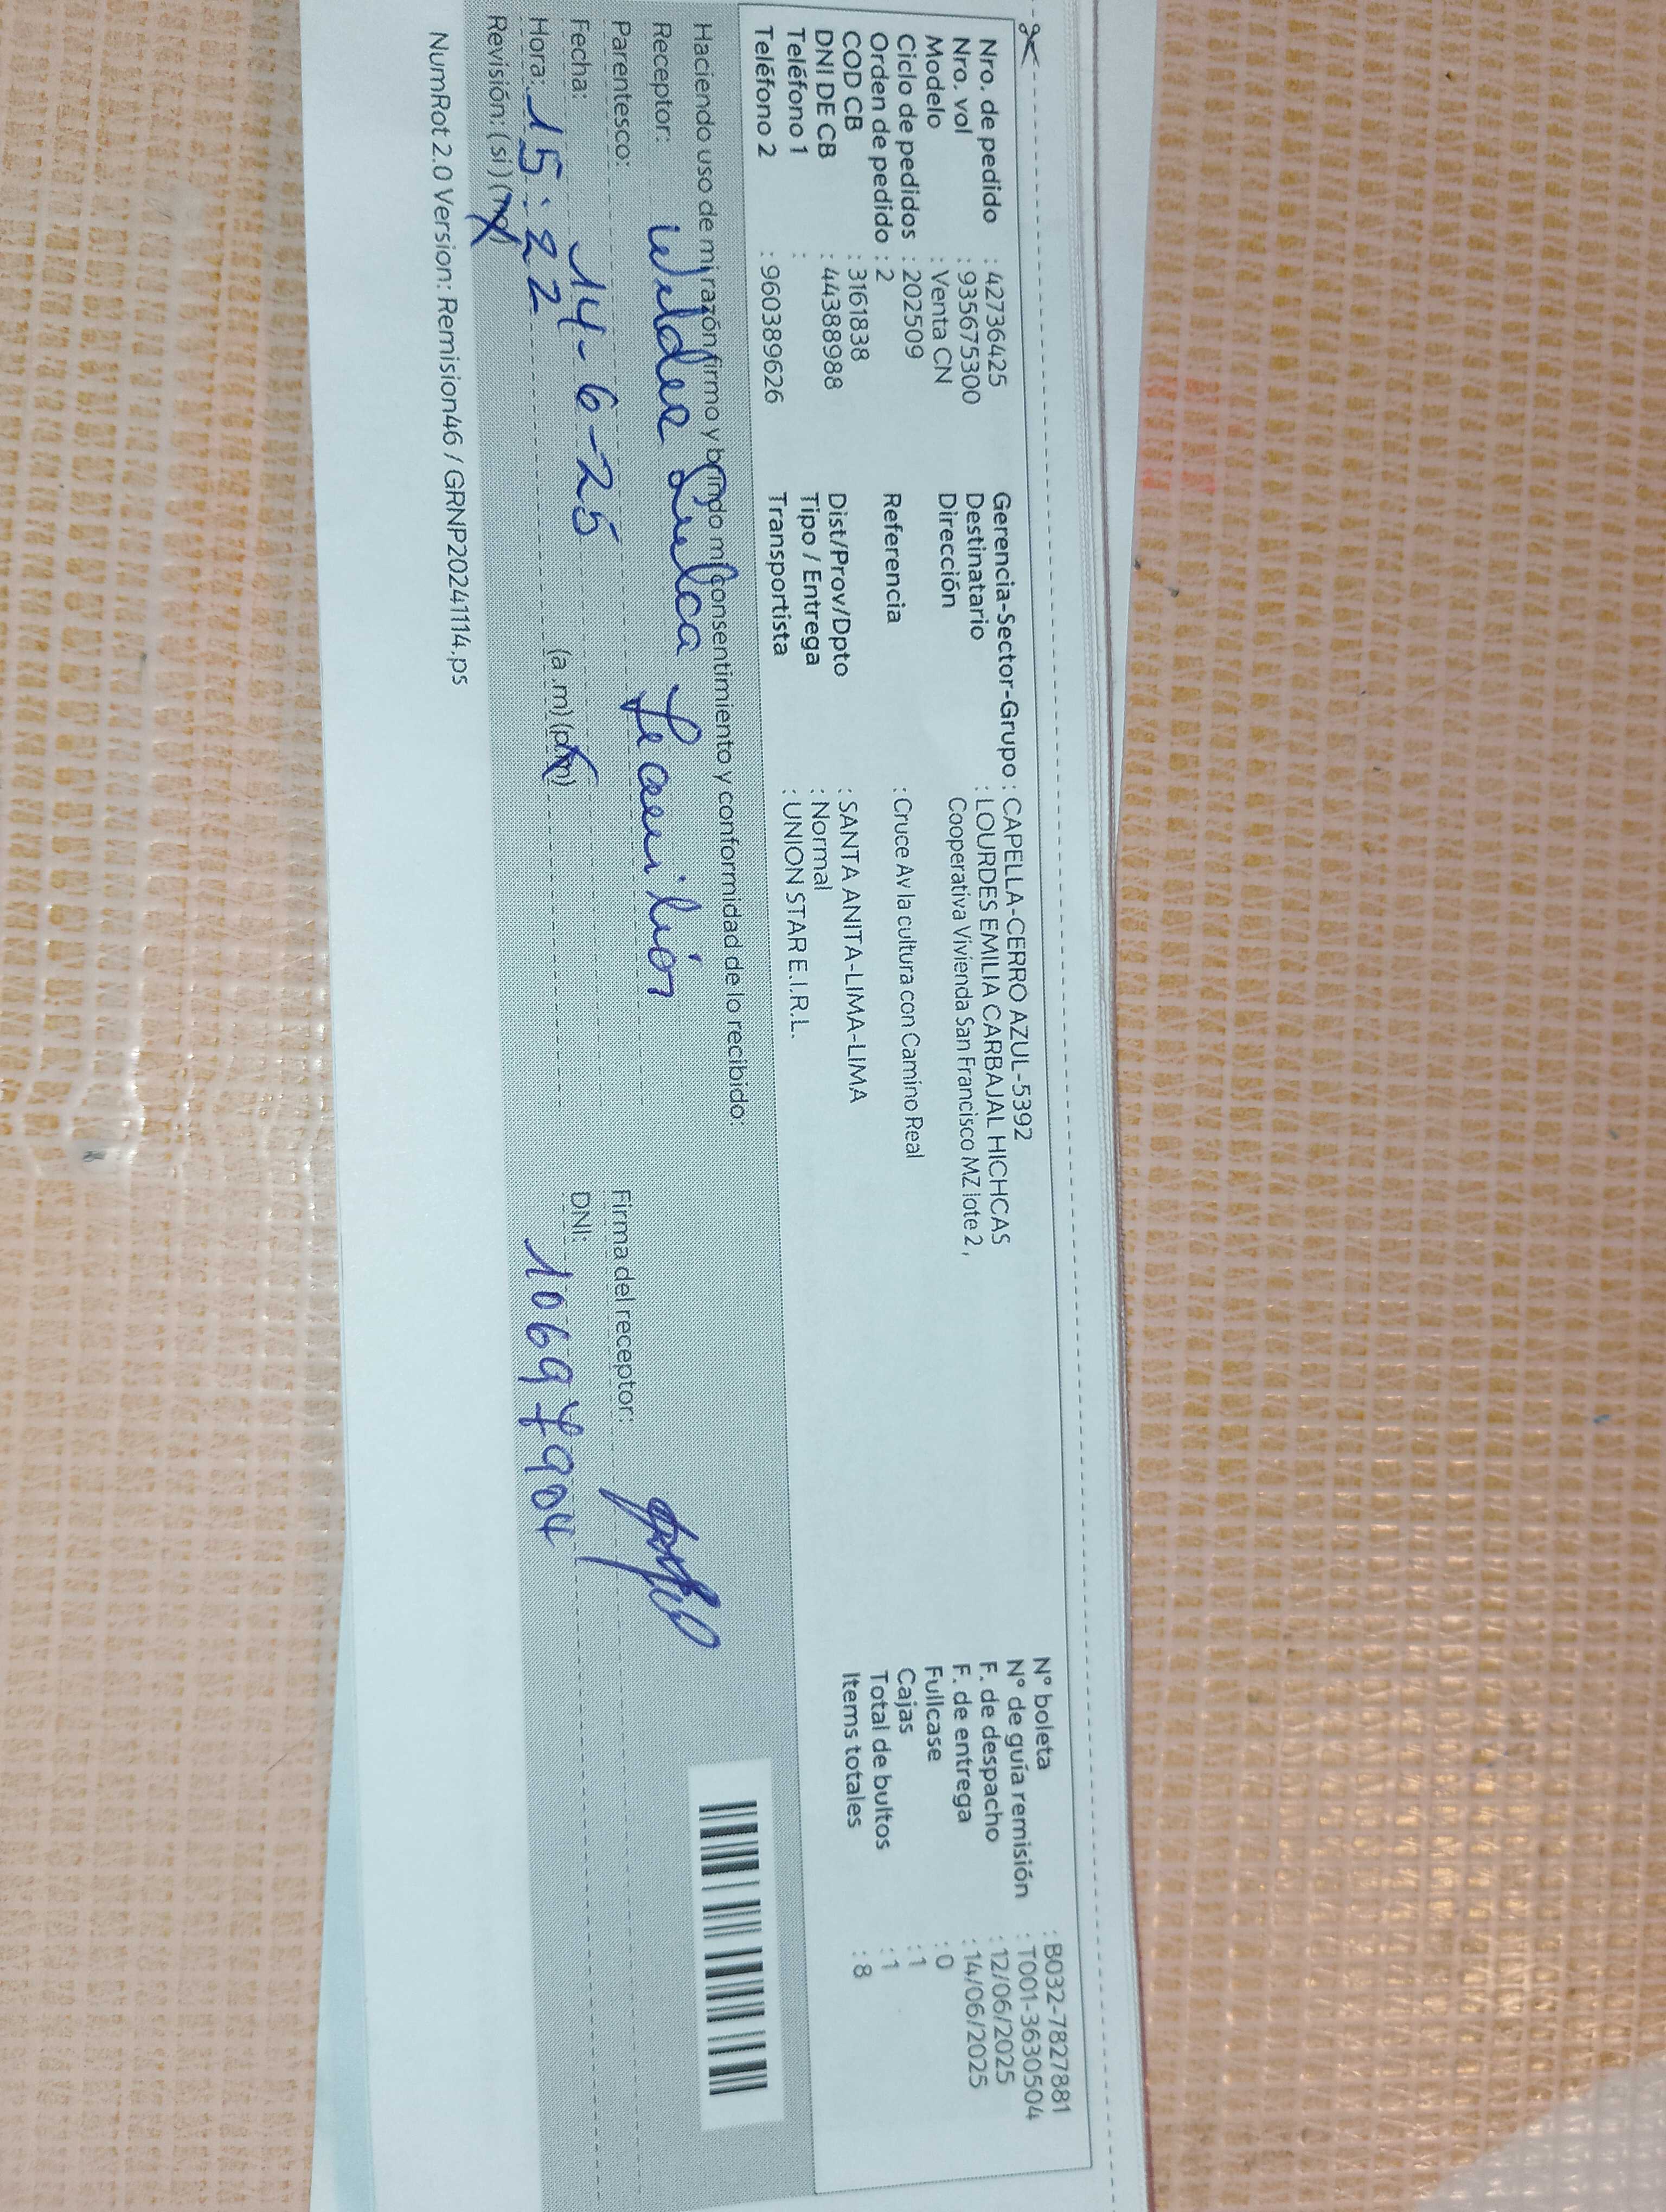 Nro. de pedido : 42736425
Nro. vol : 935675300
Modelo : Venta CN
Ciclo de pedidos : 202509
Orden de pedido : 2
COD CB : 3161838
DNI DE CB : 44388988
Teléfono 1 :
Teléfono 2 : 960389626
Gerencia-Sector-Grupo : CAPELLA-CERRO AZUL-5392
Destinatario : LOURDES EMILIA CARBAJAL HICHCAS
Dirección Cooperativa Vivienda San Francisco MZ lote 2 ,
Referencia : Cruce Av la cultura con Camino Real
Dist/Prov/Dpto : SANTA ANITA-LIMA-LIMA
Tipo / Entrega : Normal
Transportista : UNION STAR E.I.R.L.
Nº boleta : B032-7827881
Nº de guía remisión : T001-3630504
F. de despacho : 12/06/2025
F. de entrega : 14/06/2025
Fullcase : 0
Cajas : 1
Total de bultos : 1
Items totales : 8
Haciendo uso de mi razón firmo y brindo mi consentimiento y conformidad de lo recibido:
Receptor:
Parentesco:
Fecha: 14-6-25
Hora: 15:22 (a.m) (pm)
Revisión: (si) (no)
Firma del receptor:
DNI: 10697904
NumRot 2.0 Version: Remision46 / GRNP20241114.ps